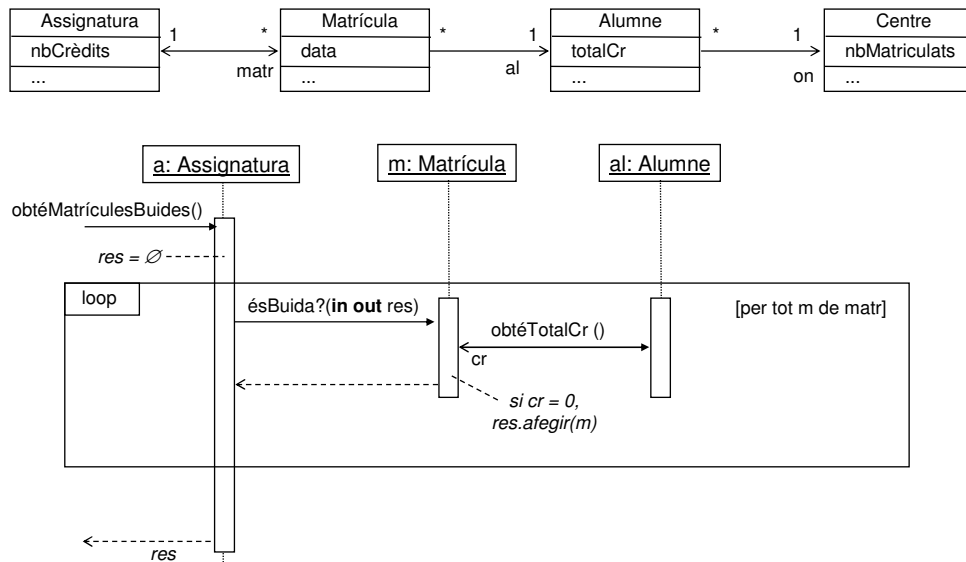 Assignatura
nbCrèdits
...
1
*
matr
Matrícula
data
...
*
1
al
Alumne
totalCr
...
*
1
on
Centre
nbMatriculats
...
a: Assignatura
m: Matrícula
al: Alumne
obtéMatrículesBuides()
res = ∅
loop
ésBuida?(in out res)
[per tot m de matr]
obtéTotalCr ()
cr
si cr = 0,
res.afegir(m)
res